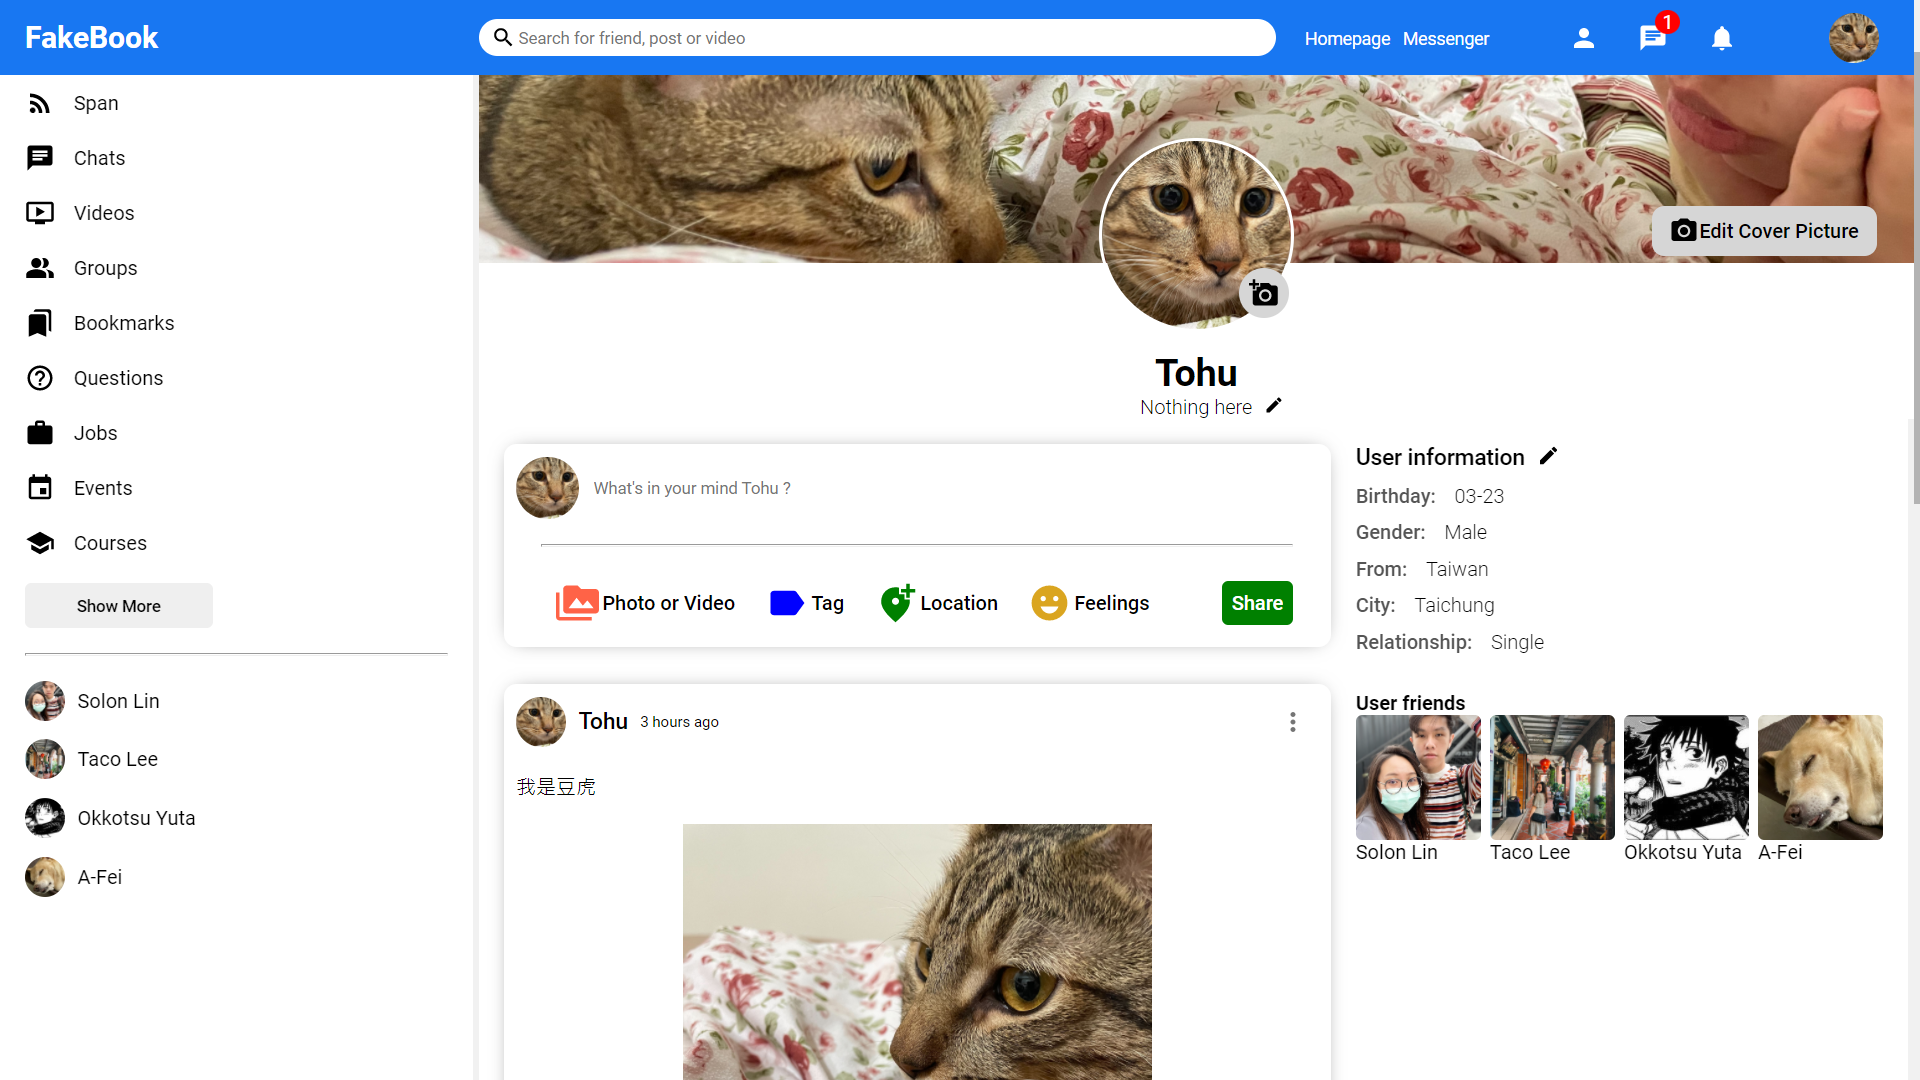 FakeBook
Search for friend, post or video
Homepage Messenger
1
Span
Chats
Videos
Groups
Bookmarks
Questions
Jobs
Events
Courses
Show More
Solon Lin
Taco Lee
Okkotsu Yuta
A-Fei
Edit Cover Picture
Tohu
Nothing here
What's in your mind Tohu ?
Photo or Video Tag Location Feelings Share
Tohu 3 hours ago
我是豆虎
User information
Birthday: 03-23
Gender: Male
From: Taiwan
City: Taichung
Relationship: Single
User friends
Solon Lin Taco Lee Okkotsu Yuta A-Fei